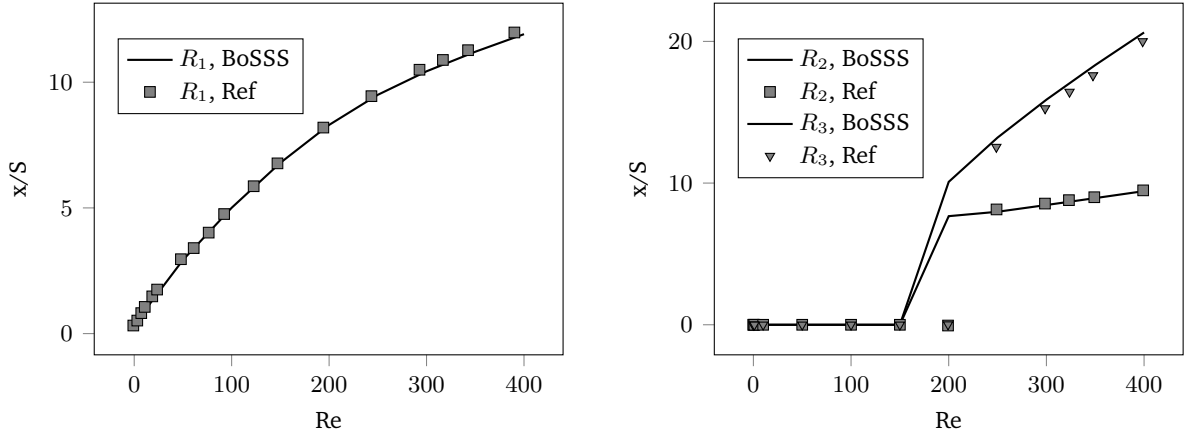 10
5
0
x/S
R₁, BoSSS
R₁, Ref
0 100 200 300 400
Re
20
10
0
x/S
R₂, BoSSS
R₂, Ref
R₃, BoSSS
R₃, Ref
0 100 200 300 400
Re